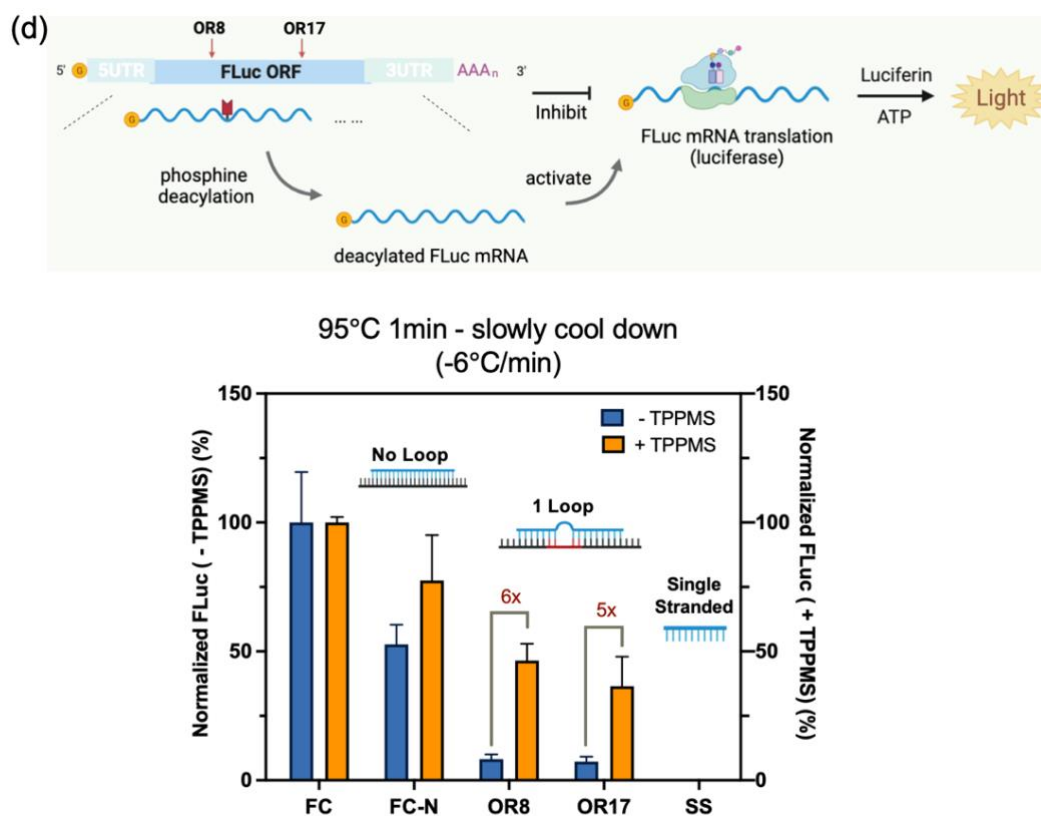 (d)
OR8 OR17
5' G 5UTR FLuc ORF 3UTR AAAn 3'
G ... ...
Inhibit
G
Luciferin
ATP
Light
FLuc mRNA translation
(luciferase)
phosphine
deacylation
activate
G
deacylated FLuc mRNA
95°C 1min - slowly cool down
(-6°C/min)
Normalized FLuc ( - TPPMS) (%)
150
100
50
0
- TPPMS
+ TPPMS
No Loop
1 Loop
Single
Stranded
6x
5x
FC FC-N OR8 OR17 SS
150
100
50
0
Normalized FLuc ( + TPPMS) (%)